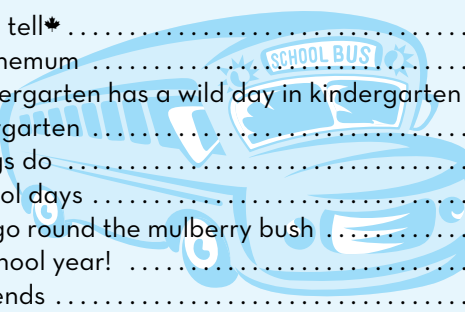 tell🍁 ........................
SCHOOL BUS
hemum ........................
ergarten has a wild day in kindergarten
garten ........................
gs do ........................
ol days ........................
go round the mulberry bush ............
hool year! ........................
ends ........................